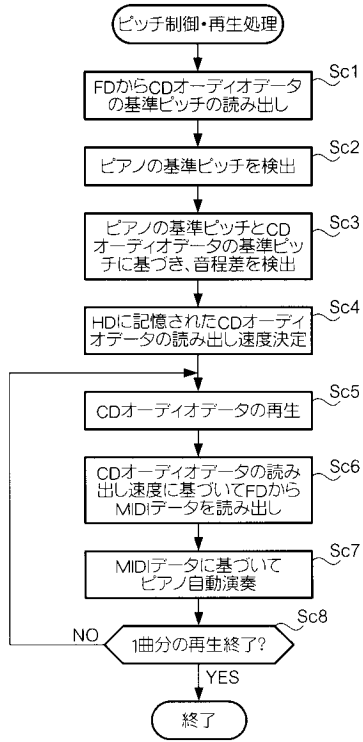 ピッチ制御・再生処理
Sc1
FDからCDオーディオデータ
の基準ピッチの読み出し
Sc2
ピアノの基準ピッチを検出
Sc3
ピアノの基準ピッチとCD
オーディオデータの基準ピッ
チに基づき、音程差を検出
Sc4
HDに記憶されたCDオーディ
オデータの読み出し速度決定
Sc5
CDオーディオデータの再生
Sc6
CDオーディオデータの読み
出し速度に基づいてFDから
MIDIデータを読み出し
Sc7
MIDIデータに基づいて
ピアノ自動演奏
Sc8
NO
1曲分の再生終了?
YES
終了